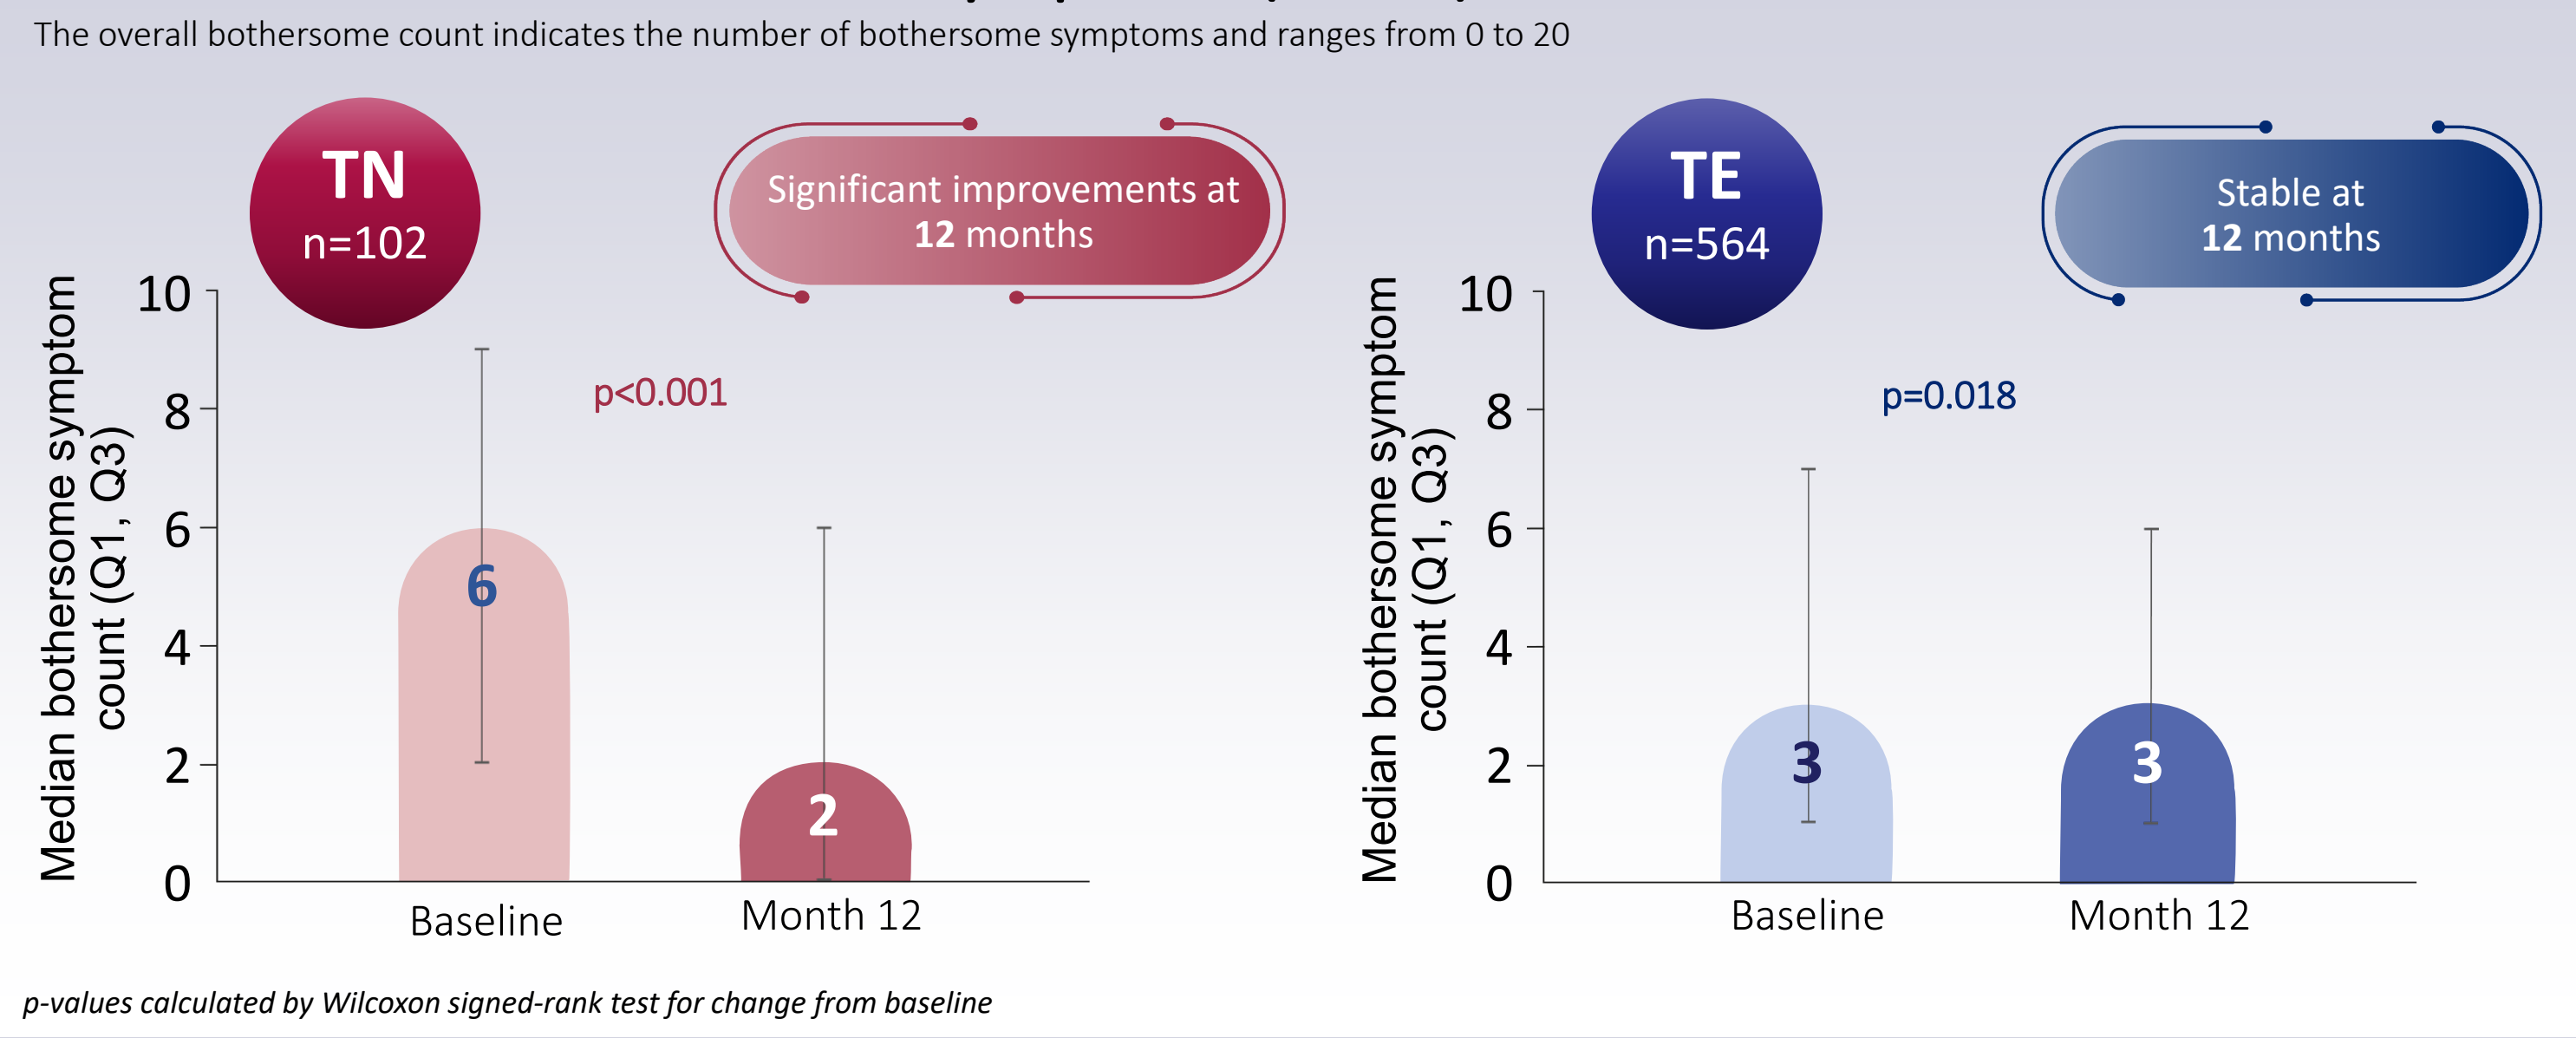 The overall bothersome count indicates the number of bothersome symptoms and ranges from 0 to 20
TN
n=102
Significant improvements at
12 months
Median bothersome symptom
count (Q1, Q3)
10
8
6
4
2
0
p<0.001
6
2
Baseline
Month 12
TE
n=564
Stable at
12 months
Median bothersome symptom
count (Q1, Q3)
10
8
6
4
2
0
p=0.018
3
3
Baseline
Month 12
p-values calculated by Wilcoxon signed-rank test for change from baseline